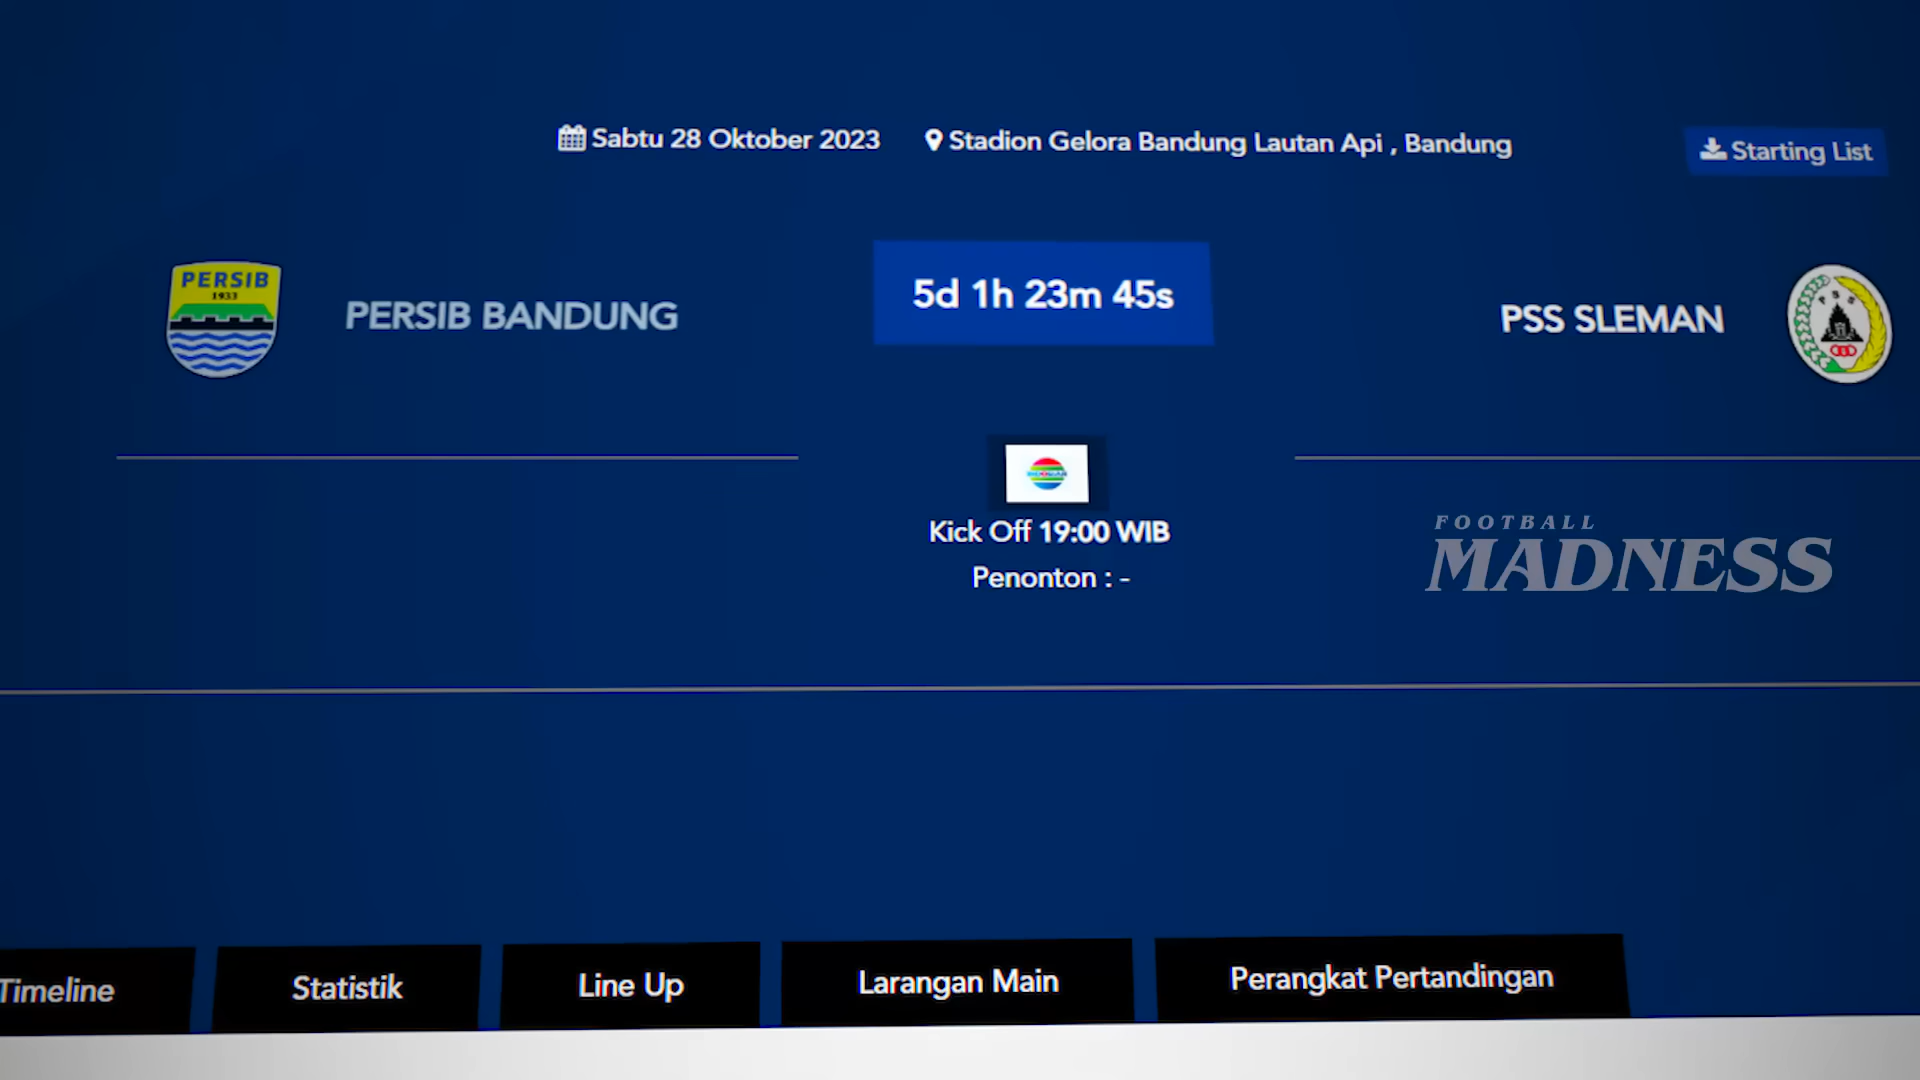 Sabtu 28 Oktober 2023
Stadion Gelora Bandung Lautan Api , Bandung
Starting List
PERSIB
1933
PERSIB BANDUNG
5d 1h 23m 45s
PSS SLEMAN
PSS
Kick Off 19:00 WIB
Penonton : -
FOOTBALL
MADNESS
Timeline
Statistik
Line Up
Larangan Main
Perangkat Pertandingan